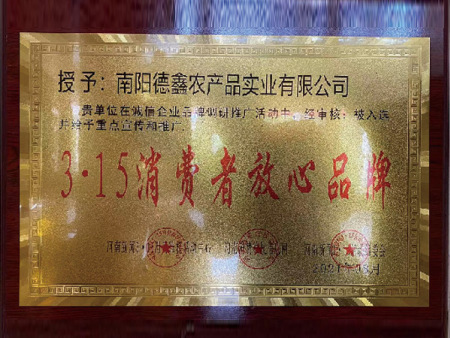 授予：南阳德鑫农产品实业有限公司
贵单位在诚信企业品牌创研推广活动中，经审核：被入选
并给予重点宣传和推广。
3·15消费者放心品牌